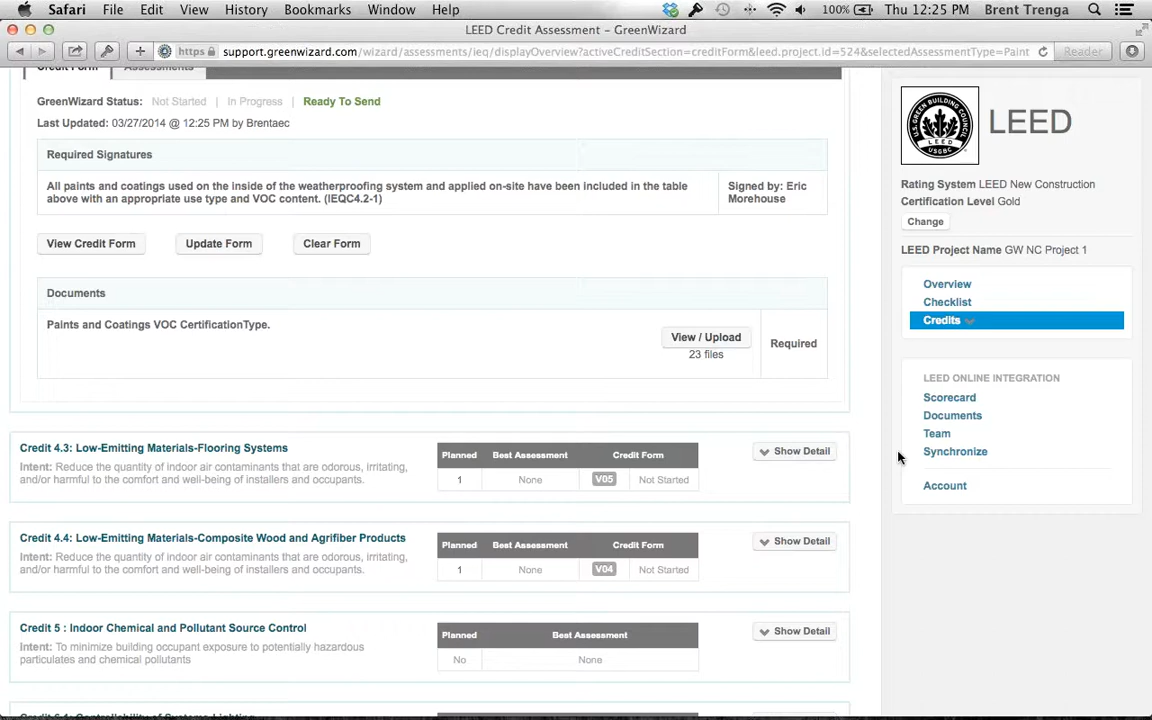 Safari File Edit View History Bookmarks Window Help 100% Thu 12:25 PM Brent Trenga
LEED Credit Assessment – GreenWizard
https support.greenwizard.com/wizard/assessments/ieq/displayOverview?activeCreditSection=creditForm&leed.project.id=524&selectedAssessmentType=Paint Reader
Credit Form Assessments
GreenWizard Status: Not Started | In Progress | Ready To Send
Last Updated: 03/27/2014 @ 12:25 PM by Brentaec
Required Signatures
All paints and coatings used on the inside of the weatherproofing system and applied on-site have been included in the table
above with an appropriate use type and VOC content. (IEQC4.2-1)
Signed by: Eric
Morehouse
View Credit Form Update Form Clear Form
Documents
Paints and Coatings VOC CertificationType.
View / Upload
23 files
Required
Credit 4.3: Low-Emitting Materials-Flooring Systems
Intent: Reduce the quantity of indoor air contaminants that are odorous, irritating,
and/or harmful to the comfort and well-being of installers and occupants.
Planned Best Assessment Credit Form
1 None V05 Not Started
Show Detail
Credit 4.4: Low-Emitting Materials-Composite Wood and Agrifiber Products
Intent: Reduce the quantity of indoor air contaminants that are odorous, irritating,
and/or harmful to the comfort and well-being of installers and occupants.
Planned Best Assessment Credit Form
1 None V04 Not Started
Show Detail
Credit 5 : Indoor Chemical and Pollutant Source Control
Intent: To minimize building occupant exposure to potentially hazardous
particulates and chemical pollutants
Planned Best Assessment
No None
Show Detail
U.S. GREEN BUILDING COUNCIL
LEED
USGBC
LEED
Rating System LEED New Construction
Certification Level Gold
Change
LEED Project Name GW NC Project 1
Overview
Checklist
Credits
LEED ONLINE INTEGRATION
Scorecard
Documents
Team
Synchronize
Account